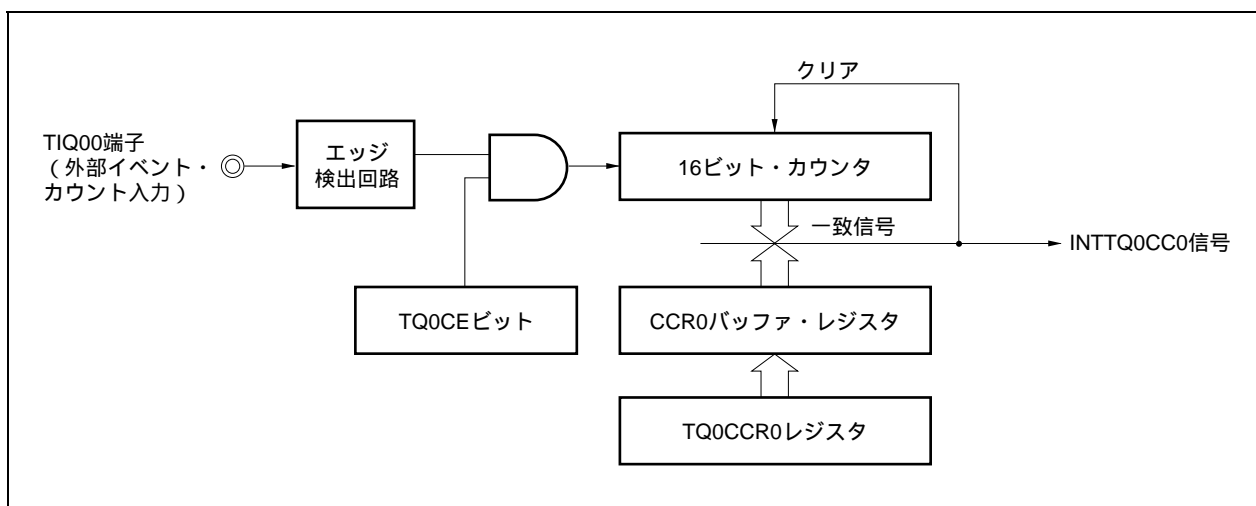 クリア
TIQ00端子
(外部イベント・
カウント入力)
エッジ
検出回路
16ビット・カウンタ
一致信号
INTTQ0CC0信号
TQ0CEビット
CCR0バッファ・レジスタ
TQ0CCR0レジスタ